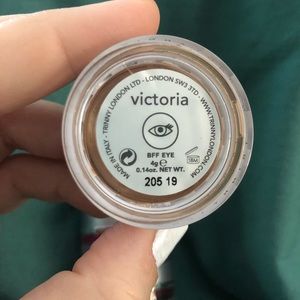 MADE IN ITALY - TRINNY LONDON LTD - LONDON SW3 3TD - WWW.TRINNYLONDON.COM
victoria
BFF EYE
4g e
0.14oz. NET WT.
18M
205 19